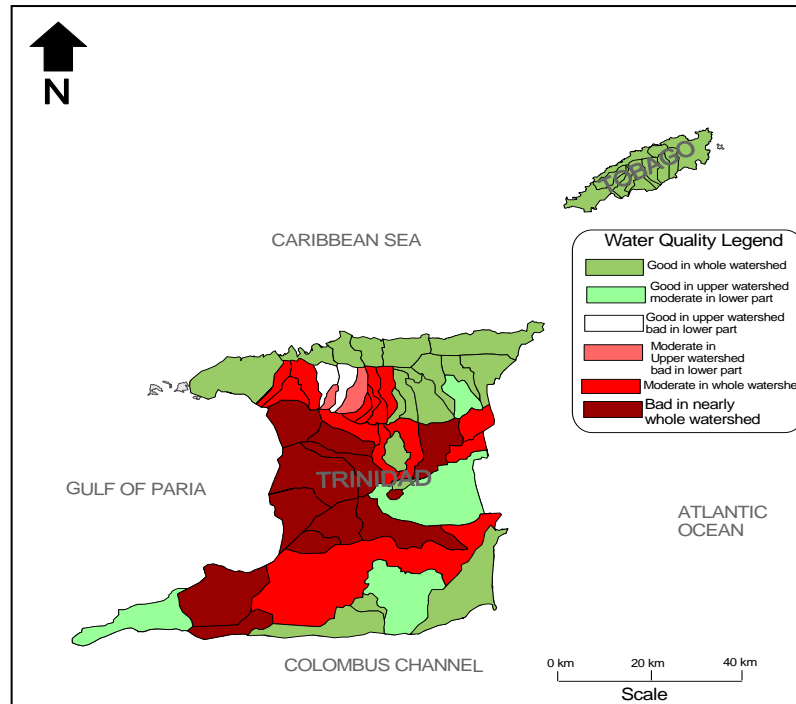 N
TOBAGO
CARIBBEAN SEA
Water Quality Legend
Good in whole watershed
Good in upper watershed
moderate in lower part
Good in upper watershed
bad in lower part
Moderate in
Upper watershed
bad in lower part
Moderate in whole watershe
Bad in nearly
whole watershed
TRINIDAD
GULF OF PARIA
ATLANTIC
OCEAN
COLOMBUS CHANNEL
0 km 20 km 40 km
Scale